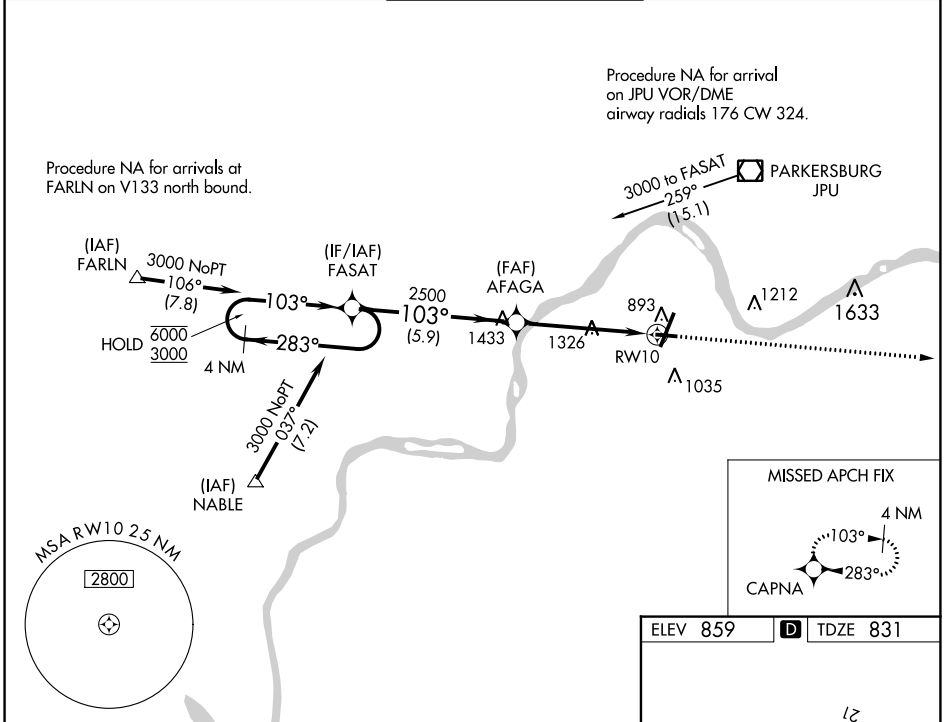 Procedure NA for arrival
on JPU VOR/DME
airway radials 176 CW 324.
Procedure NA for arrivals at
FARLN on V133 north bound.
3000 to FASAT
259°
(15.1)
PARKERSBURG
JPU
(IAF)
FARLN
3000 NoPT
106°
(7.8)
(IF/IAF)
FASAT
(FAF)
AFAGA
103°
2500
103°
(5.9)
1433
1326
893
RW10
1212
1633
1035
HOLD
6000
3000
4 NM
283°
3000 NoPT
037°
(7.2)
(IAF)
NABLE
MISSED APCH FIX
4 NM
103°
283°
CAPNA
MSA RW10 25 NM
2800
ELEV 859
D
TDZE 831
21